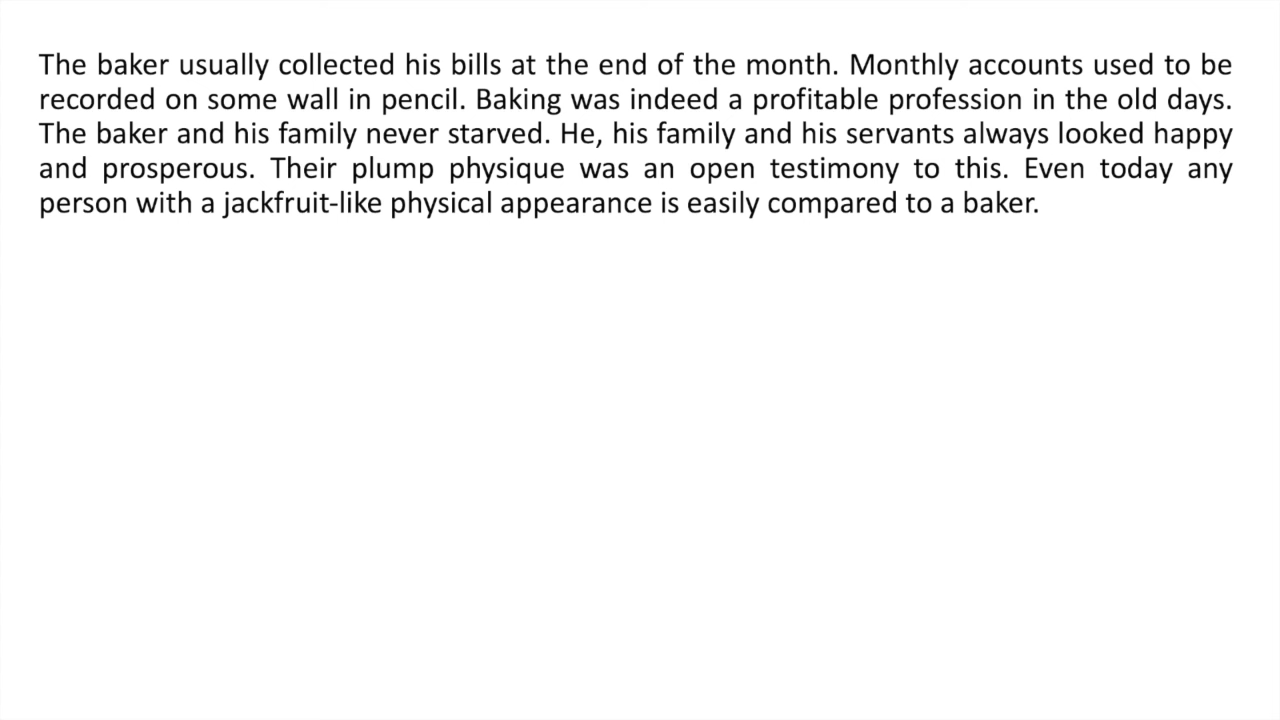 The baker usually collected his bills at the end of the month. Monthly accounts used to be
recorded on some wall in pencil. Baking was indeed a profitable profession in the old days.
The baker and his family never starved. He, his family and his servants always looked happy
and prosperous. Their plump physique was an open testimony to this. Even today any
person with a jackfruit-like physical appearance is easily compared to a baker.